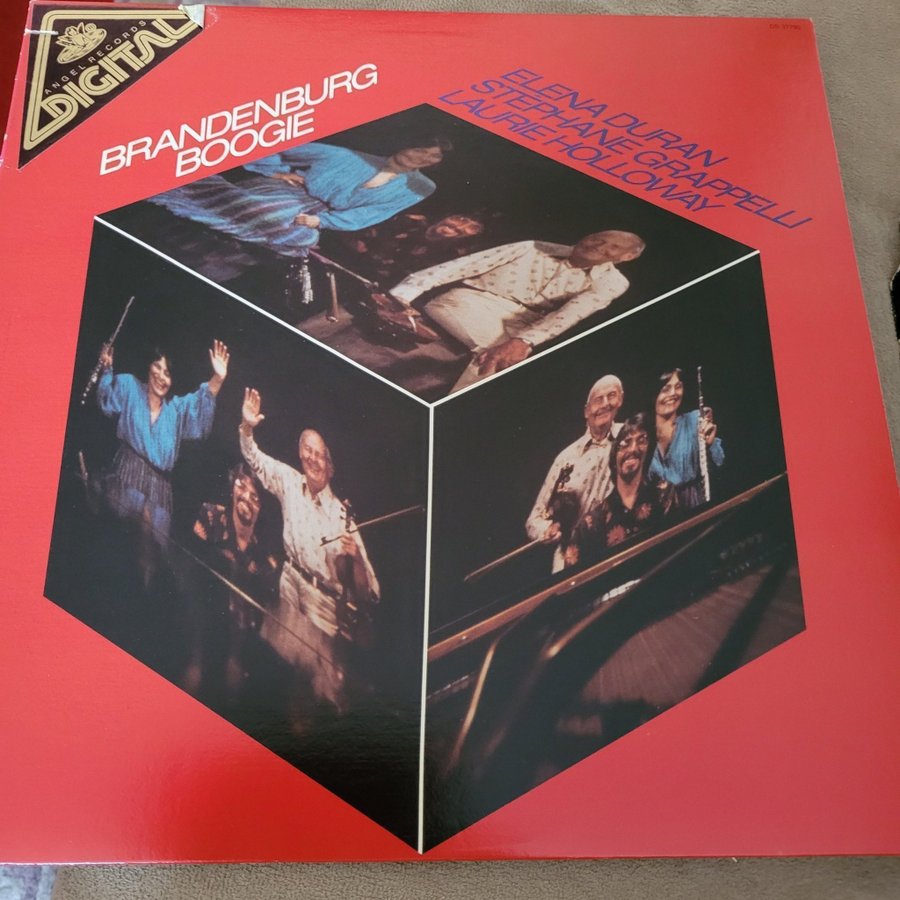 ANGEL RECORDS
DIGITAL
BRANDENBURG
BOOGIE
ELENA DURAN
STEPHANE GRAPPELLI
LAURIE HOLLOWAY